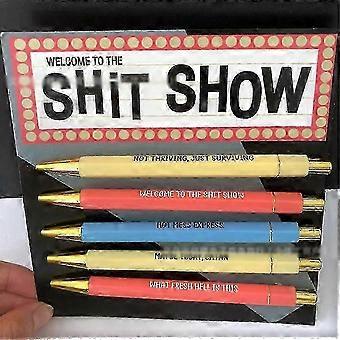 WELCOME TO THE
SHiT SHOW
NOT THRIVING, JUST SURVIVING
WELCOME TO THE SHIT SHOW
HOT MESS EXPRESS
MAYBE TODAY, SATAN
WHAT FRESH HELL IS THIS